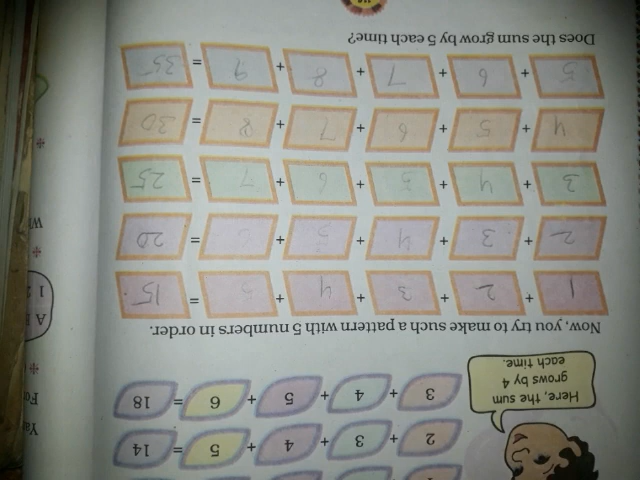 2 + 3 + 4 + 5 = 14
Here, the sum
grows by 4
each time.
3 + 4 + 5 + 6 = 18
Now, you try to make such a pattern with 5 numbers in order.
1 + 2 + 3 + 4 + 5 = 15
2 + 3 + 4 + 5 + 6 = 20
3 + 4 + 5 + 6 + 7 = 25
4 + 5 + 6 + 7 + 8 = 30
5 + 6 + 7 + 8 + 9 = 35
Does the sum grow by 5 each time?